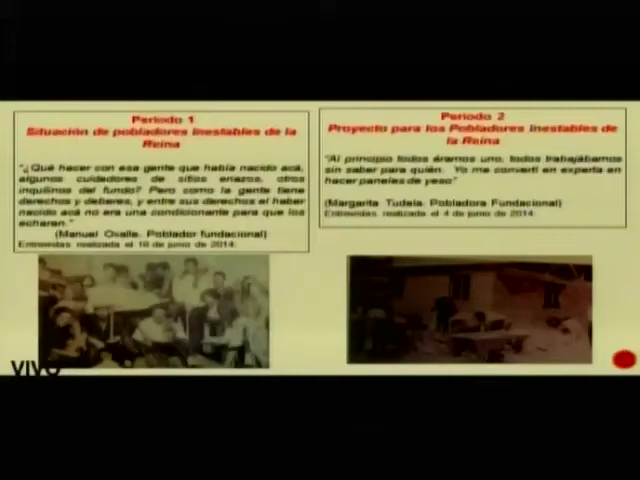 Periodo 1
Situación de pobladores inestables de la
Reina
"¿Qué hacer con esa gente que había nacido acá,
algunos cuidadores de sitios eriazos, otros
inquilinos del fundo? Pero como la gente tiene
derechos y deberes, y entre sus derechos el haber
nacido acá no era una condicionante para que los
echaran."
(Manuel Ovalle. Poblador fundacional)
Entrevistas realizada el 10 de junio de 2014.
Periodo 2
Proyecto para los Pobladores Inestables de
la Reina
"Al principio todos éramos uno, todos trabajábamos
sin saber para quién. Yo me convertí en experta en
hacer paneles de yeso"
(Margarita Tudela. Pobladora Fundacional)
Entrevistas realizada el 4 de junio de 2014.
VIVO